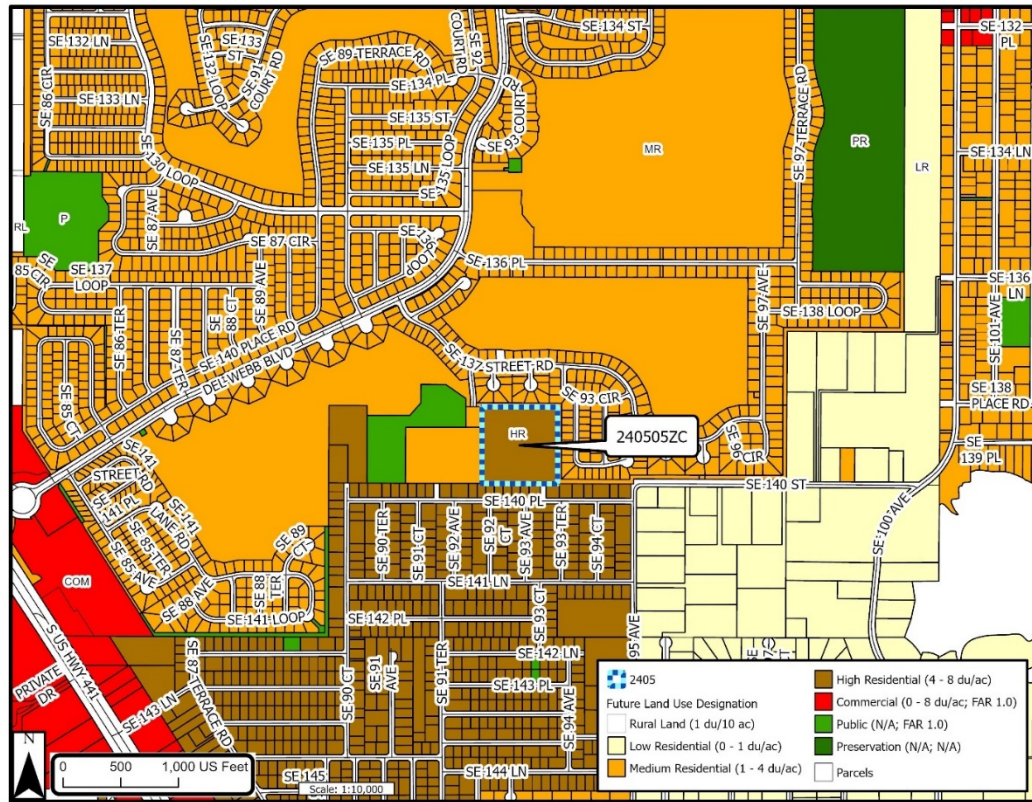 SE 132 LN
SE 133 ST
SE 91 COURT RD
SE 132 LOOP
SE 86 CIR
SE 133 LN
SE 130 LOOP
SE 89 TERRACE RD
SE 134 PL
SE 92 COURT RD
SE 134 ST
SE 93 COURT
SE 135 ST
SE 135 PL
SE 135 LN
SE 135 LOOP
MR
SE 97 TERRACE RD
PR
LR
SE 132 PL
SE 134 LN
RL
P
SE 87 AVE
SE 87 CIR
SE 136 LOOP
SE 136 PL
SE 85 CIR
SE 137 LOOP
SE 86 TER
SE 87 TER
SE 88 CT
SE 89 AVE
SE 97 AVE
SE 138 LOOP
SE 136 LN
SE 101 AVE
SE 140 PLACE RD
DEL WEBB BLVD
SE 137 STREET RD
SE 93 CIR
SE 138 PLACE RD
SE 85 CT
HR
240505ZC
SE 96 CIR
SE 139 PL
SE 141 STREET RD
141 PL
SE 141 LANE RD
SE 85 TER
SE 85 AVE
SE 140 PL
SE 140 ST
SE 100 AVE
SE 90 TER
SE 91 CT
SE 92 AVE
SE 92 CT
SE 93 AVE
SE 93 TER
SE 94 CT
COM
SE 88 AVE
SE 88 TER
SE 89 CT
SE 141 LOOP
SE 141 LN
SE 142 PL
SE 93 CT
SE 95 AVE
S US HWY 441
PRIVATE DR
SE 143 LN
SE 87 TERRACE RD
SE 90 CT
SE 91 AVE
SE 91 TER
SE 142 LN
SE 143 PL
SE 94 AVE
SE 144 LN
SE 145
N
0 500 1,000 US Feet
Scale: 1:10,000
2405
Future Land Use Designation
Rural Land (1 du/10 ac)
Low Residential (0 - 1 du/ac)
Medium Residential (1 - 4 du/ac)
High Residential (4 - 8 du/ac)
Commercial (0 - 8 du/ac; FAR 1.0)
Public (N/A; FAR 1.0)
Preservation (N/A; N/A)
Parcels